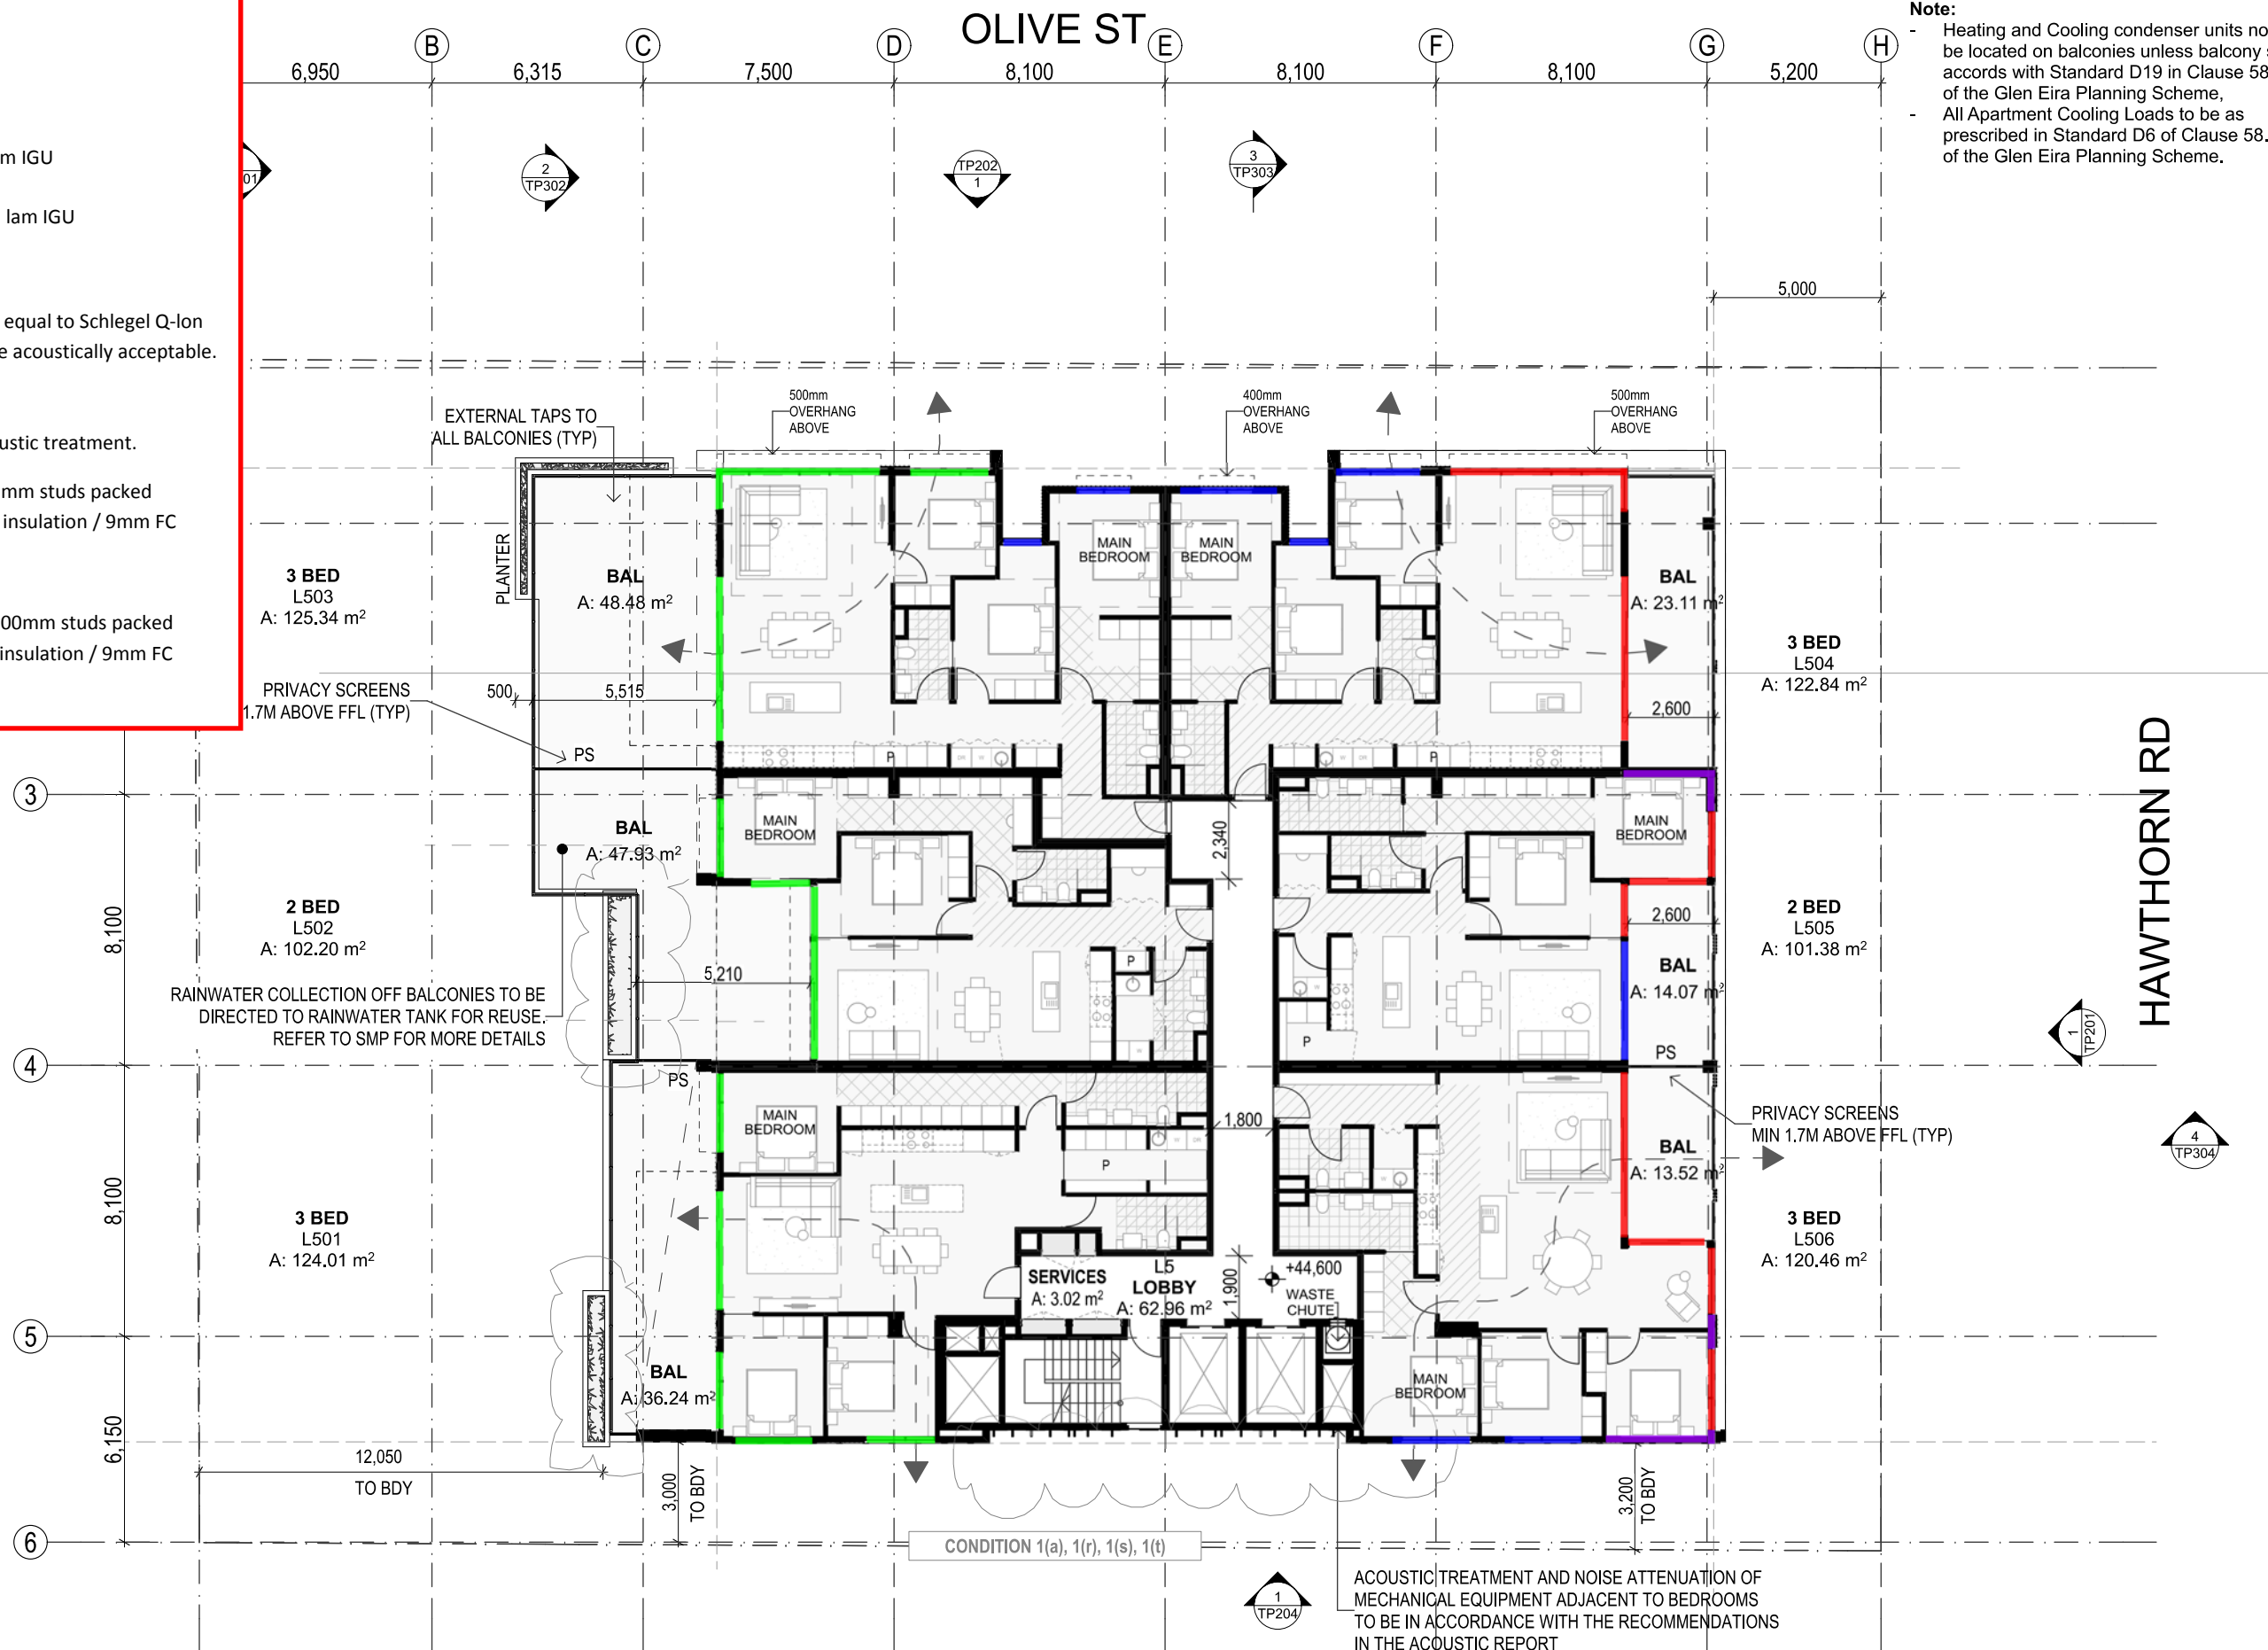 OLIVE ST
B
C
D
E
F
G
H
6,950
6,315
7,500
8,100
8,100
8,100
5,200
Note:
- Heating and Cooling condenser units no
be located on balconies unless balcony s
accords with Standard D19 in Clause 58
of the Glen Eira Planning Scheme,
- All Apartment Cooling Loads to be as
prescribed in Standard D6 of Clause 58.
of the Glen Eira Planning Scheme.
m IGU
lam IGU
equal to Schlegel Q-lon
e acoustically acceptable.
ustic treatment.
mm studs packed
insulation / 9mm FC
00mm studs packed
insulation / 9mm FC
01
2
TP302
TP202
1
3
TP303
5,000
EXTERNAL TAPS TO
ALL BALCONIES (TYP)
500mm
OVERHANG
ABOVE
400mm
OVERHANG
ABOVE
500mm
OVERHANG
ABOVE
PLANTER
3 BED
L503
A: 125.34 m²
BAL
A: 48.48 m²
MAIN
BEDROOM
MAIN
BEDROOM
BAL
A: 23.11 m²
3 BED
L504
A: 122.84 m²
500
5,515
2,600
PRIVACY SCREENS
1.7M ABOVE FFL (TYP)
PS
P
DR
W
W
DR
P
HAWTHORN RD
3
MAIN
BEDROOM
BAL
A: 47.93 m²
2,340
MAIN
BEDROOM
8,100
2 BED
L502
A: 102.20 m²
2,600
2 BED
L505
A: 101.38 m²
5,210
P
W
BAL
A: 14.07 m²
RAINWATER COLLECTION OFF BALCONIES TO BE
DIRECTED TO RAINWATER TANK FOR REUSE.
REFER TO SMP FOR MORE DETAILS
P
1
TP201
4
PS
PS
MAIN
BEDROOM
1,800
PRIVACY SCREENS
MIN 1.7M ABOVE FFL (TYP)
4
TP304
P
W
DR
BAL
A: 13.52 m²
8,100
3 BED
L501
A: 124.01 m²
3 BED
L506
A: 120.46 m²
SERVICES
A: 3.02 m²
L5
LOBBY
A: 62.96 m²
1,900
+44,600
WASTE
CHUTE
5
BAL
A: 36.24 m²
MAIN
BEDROOM
6,150
12,050
TO BDY
3,000
TO BDY
3,200
TO BDY
6
CONDITION 1(a), 1(r), 1(s), 1(t)
1
TP204
ACOUSTIC TREATMENT AND NOISE ATTENUATION OF
MECHANICAL EQUIPMENT ADJACENT TO BEDROOMS
TO BE IN ACCORDANCE WITH THE RECOMMENDATIONS
IN THE ACOUSTIC REPORT